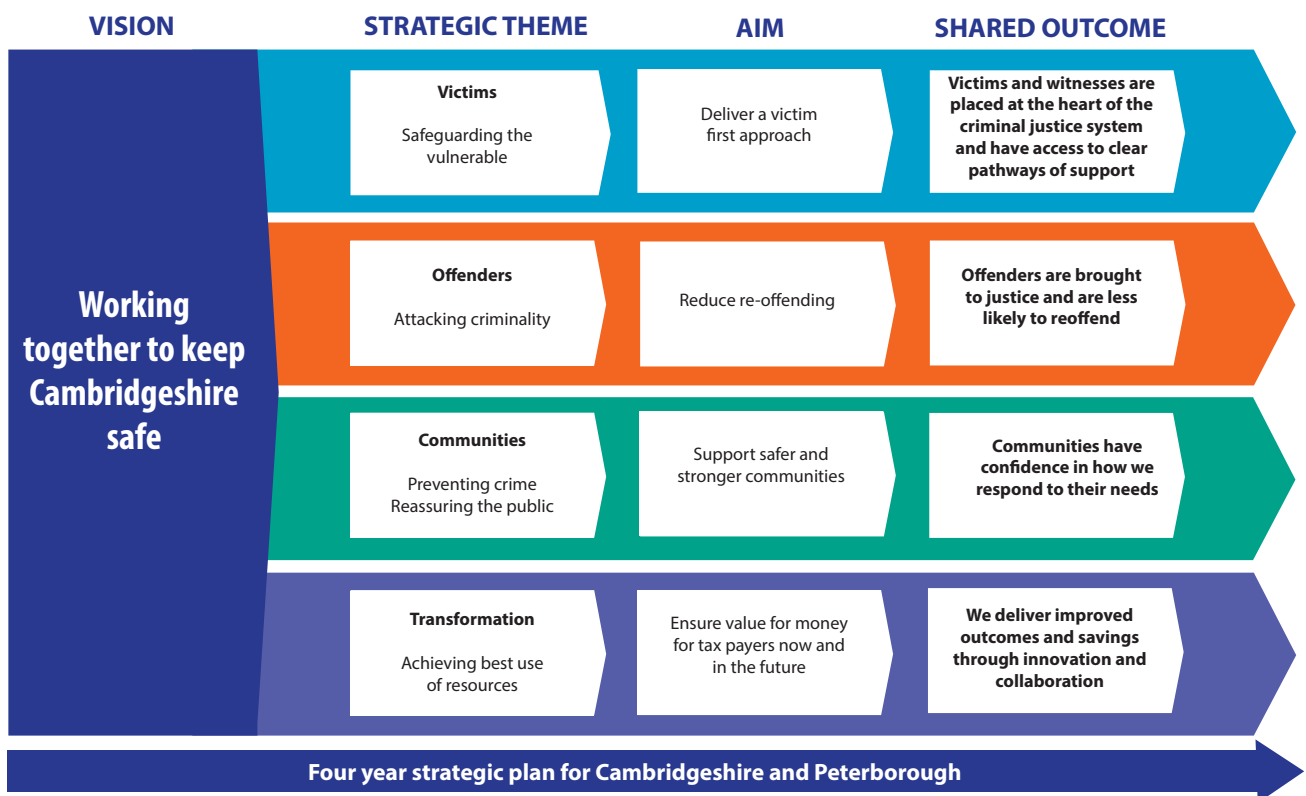 VISION
STRATEGIC THEME
AIM
SHARED OUTCOME
Working
together to keep
Cambridgeshire
safe
Victims
Safeguarding the
vulnerable
Deliver a victim
first approach
Victims and witnesses are
placed at the heart of the
criminal justice system
and have access to clear
pathways of support
Offenders
Attacking criminality
Reduce re-offending
Offenders are brought
to justice and are less
likely to reoffend
Communities
Preventing crime
Reassuring the public
Support safer and
stronger communities
Communities have
confidence in how we
respond to their needs
Transformation
Achieving best use
of resources
Ensure value for money
for tax payers now and
in the future
We deliver improved
outcomes and savings
through innovation and
collaboration
Four year strategic plan for Cambridgeshire and Peterborough